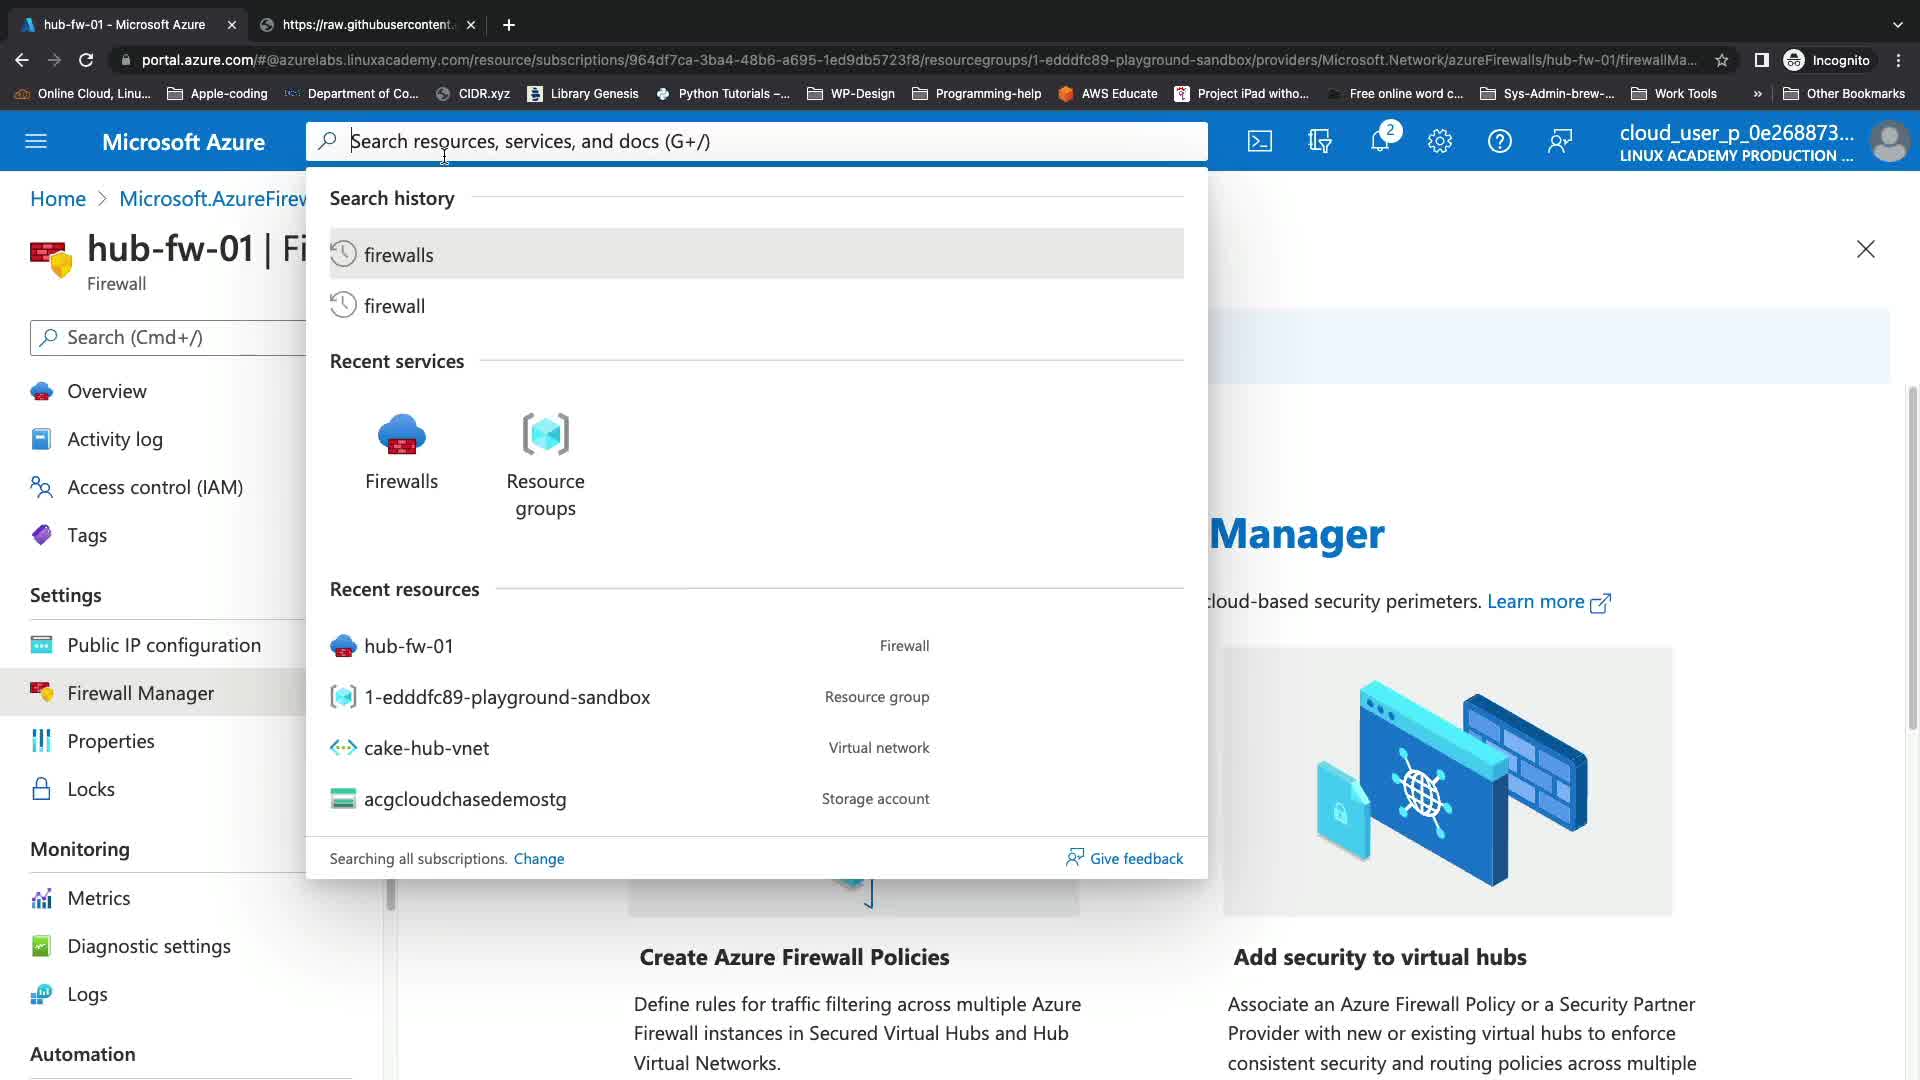 hub-fw-01 - Microsoft Azure
https://raw.githubusercontent.
portal.azure.com/#@azurelabs.linuxacademy.com/resource/subscriptions/964df7ca-3ba4-48b6-a695-1ed9db5723f8/resourcegroups/1-edddfc89-playground-sandbox/providers/Microsoft.Network/azureFirewalls/hub-fw-01/firewallMa...
Incognito
Online Cloud, Linu...
Apple-coding
Department of Co...
CIDR.xyz
Library Genesis
Python Tutorials –...
WP-Design
Programming-help
AWS Educate
Project iPad witho...
Free online word c...
Sys-Admin-brew-...
Work Tools
»
Other Bookmarks
Microsoft Azure
Search resources, services, and docs (G+/)
2
cloud_user_p_0e268873...
LINUX ACADEMY PRODUCTION ...
Home > Microsoft.AzureFirew
hub-fw-01 | Fi
Firewall
Search (Cmd+/)
Overview
Activity log
Access control (IAM)
Tags
Settings
Public IP configuration
Firewall Manager
Properties
Locks
Monitoring
Metrics
Diagnostic settings
Logs
Automation
Search history
firewalls
firewall
Recent services
Firewalls
Resource
groups
Recent resources
hub-fw-01 Firewall
1-edddfc89-playground-sandbox Resource group
cake-hub-vnet Virtual network
acgcloudchasedemostg Storage account
Searching all subscriptions. Change
Give feedback
Manager
cloud-based security perimeters. Learn more
Create Azure Firewall Policies
Define rules for traffic filtering across multiple Azure
Firewall instances in Secured Virtual Hubs and Hub
Virtual Networks.
Add security to virtual hubs
Associate an Azure Firewall Policy or a Security Partner
Provider with new or existing virtual hubs to enforce
consistent security and routing policies across multiple